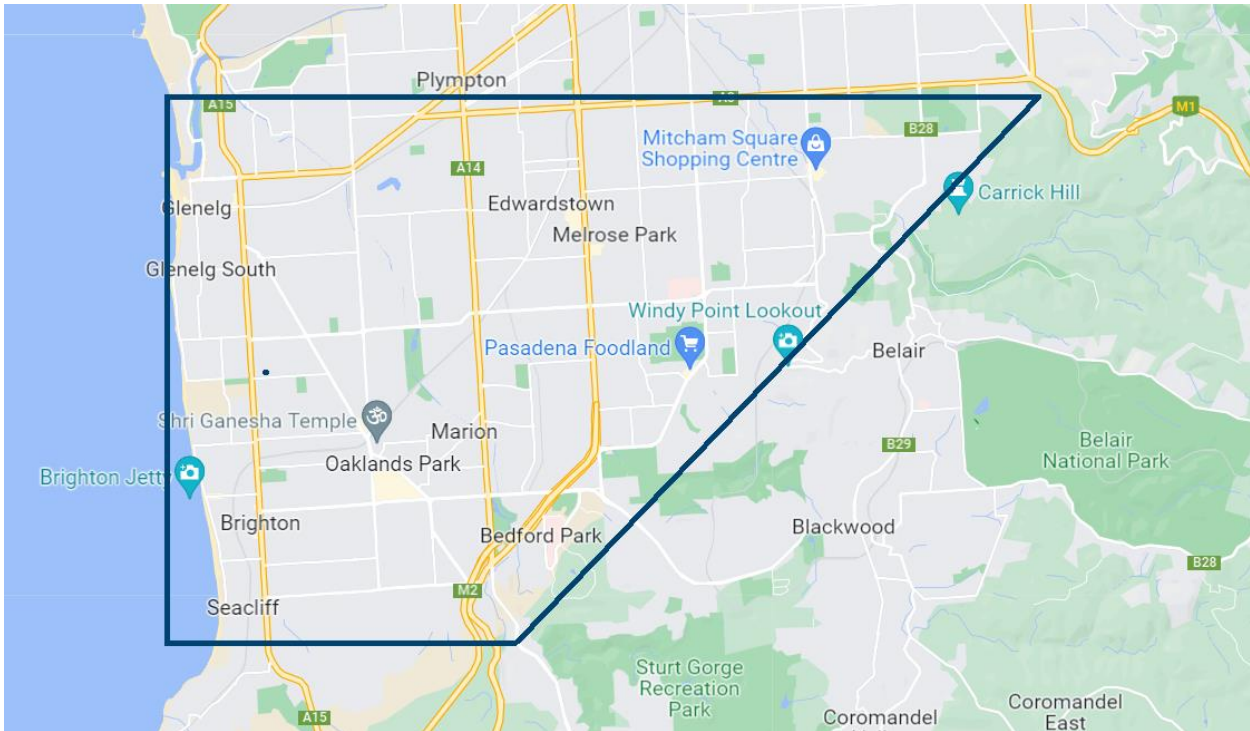 Plympton
A15
A3
M1
Mitcham Square
Shopping Centre
B28
A14
Carrick Hill
Glenelg
Edwardstown
Melrose Park
Glenelg South
Windy Point Lookout
Pasadena Foodland
Belair
Shri Ganesha Temple
Marion
Oaklands Park
B29
Belair
National Park
Brighton Jetty
Brighton
Bedford Park
Blackwood
B28
M2
Seacliff
Sturt Gorge
Recreation
Park
A15
Coromandel
Coromandel
East